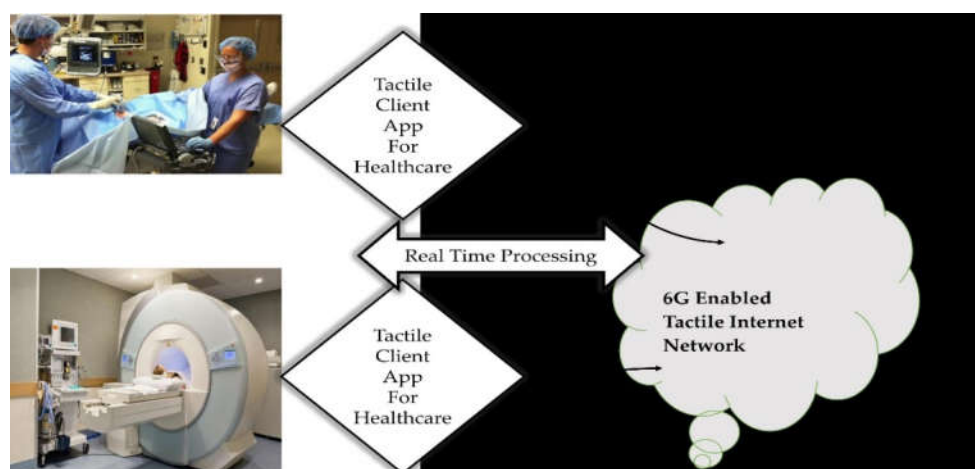 Tactile
Client
App
For
Healthcare
Real Time Processing
6G Enabled
Tactile Internet
Network
Tactile
Client
App
For
Healthcare